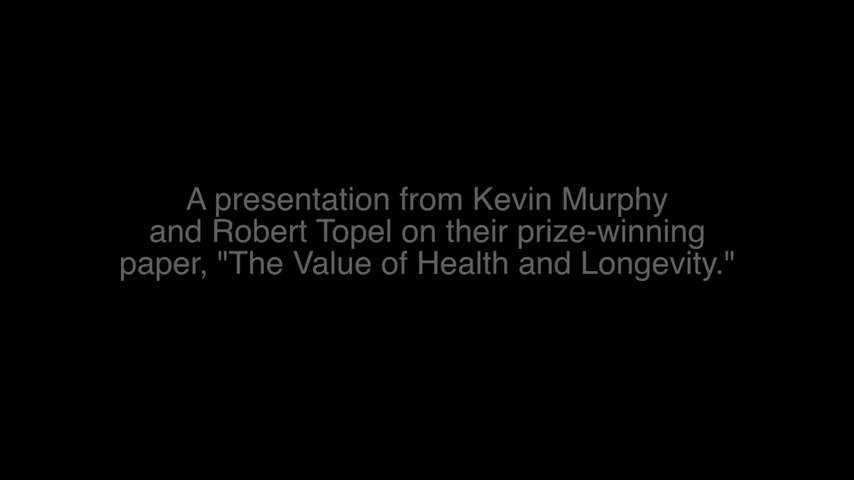 A presentation from Kevin Murphy
and Robert Topel on their prize-winning
paper, "The Value of Health and Longevity."